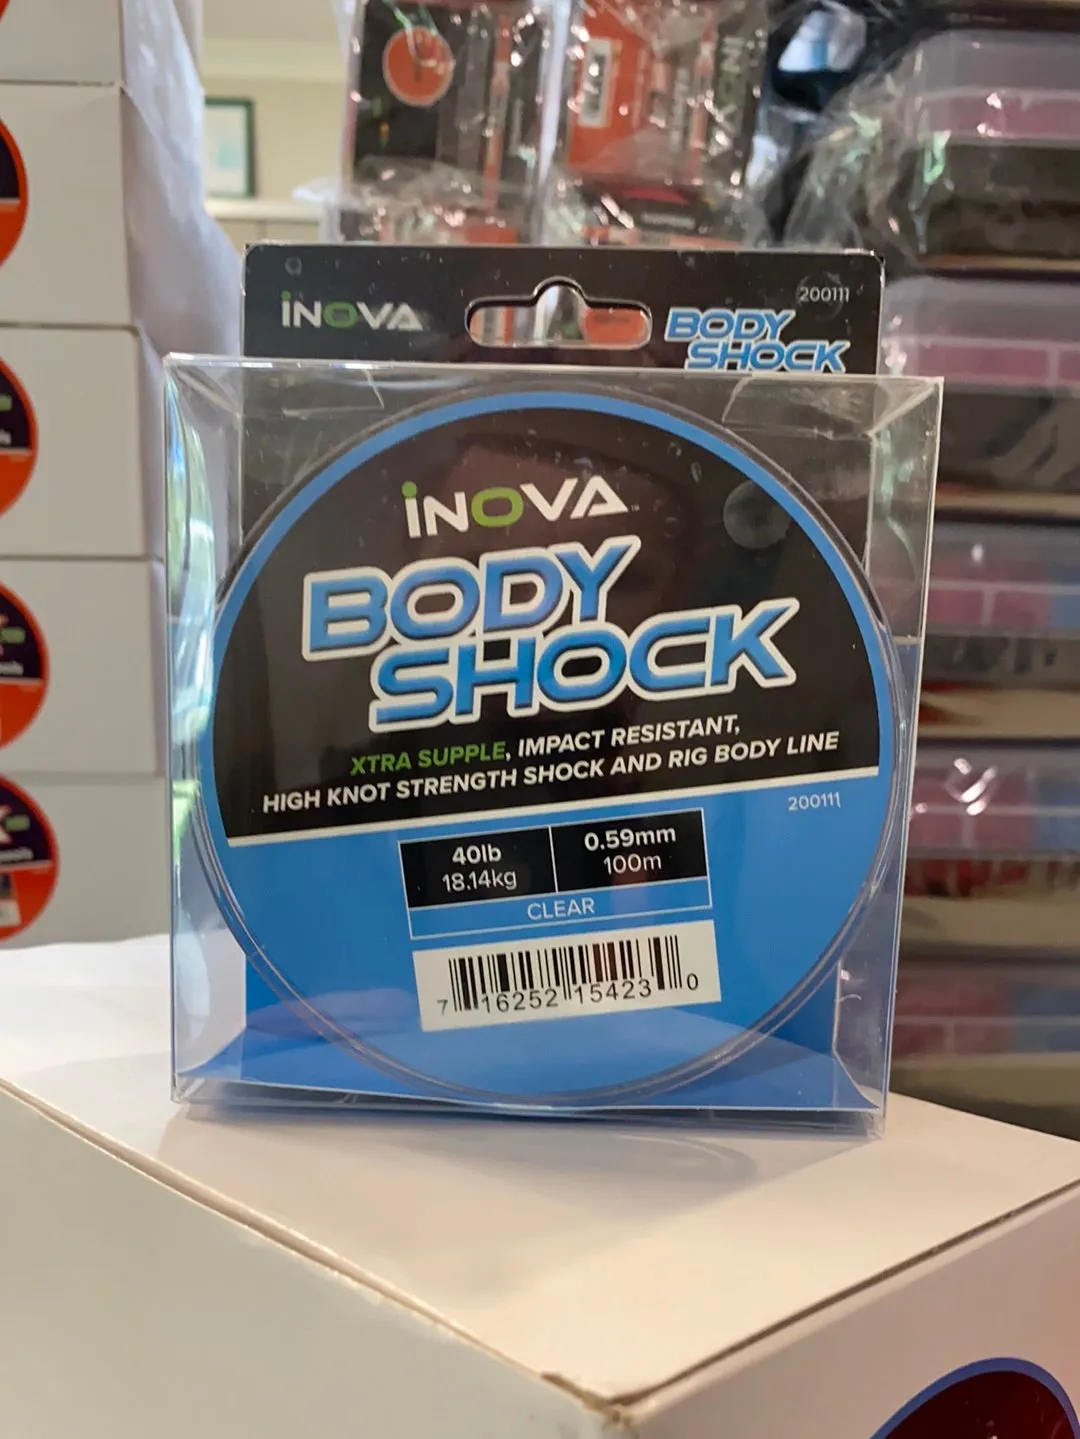 iNOVA
200111
BODY
SHOCK
iNOVA
BODY
SHOCK
XTRA SUPPLE, IMPACT RESISTANT,
HIGH KNOT STRENGTH SHOCK AND RIG BODY LINE
200111
40lb
18.14kg
0.59mm
100m
CLEAR
7 16252 15423 0